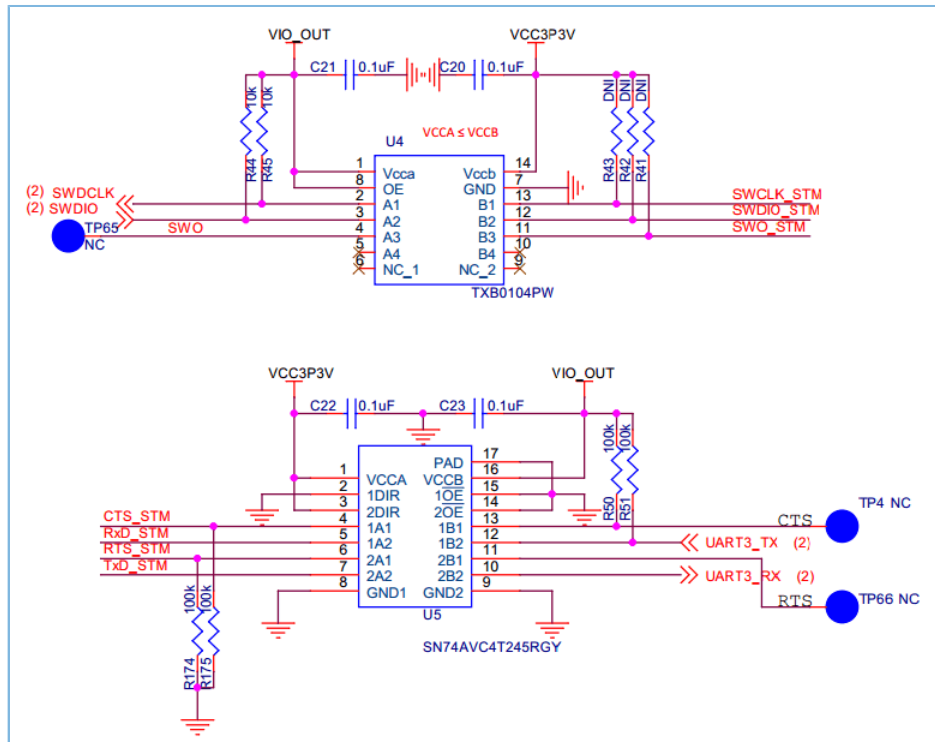 VIO_OUT
VCC3P3V
C21 0.1uF
C20 0.1uF
10k
10k
DNI
DNI
DNI
U4
VCCA ≤ VCCB
R44
R45
R43
R42
R41
1 Vcca
Vccb 14
8 OE
GND 7
2 A1
B1 13
3 A2
B2 12
4 A3
B3 11
5 A4
B4 10
6 NC_1
NC_2 9
(2) SWDCLK
(2) SWDIO
TP65
NC
SWO
SWCLK_STM
SWDIO_STM
SWO_STM
TXB0104PW
VCC3P3V
VIO_OUT
C22 0.1uF
C23 0.1uF
100k
100k
R50
R51
PAD 17
1 VCCA
VCCB 16
2 1DIR
1OE 15
3 2DIR
2OE 14
4 1A1
1B1 13
5 1A2
1B2 12
6 2A1
2B1 11
7 2A2
2B2 10
8 GND1
GND2 9
CTS_STM
RxD_STM
RTS_STM
TxD_STM
CTS
TP4 NC
UART3_TX (2)
UART3_RX (2)
RTS
TP66 NC
U5
SN74AVC4T245RGY
100k
100k
R174
R175